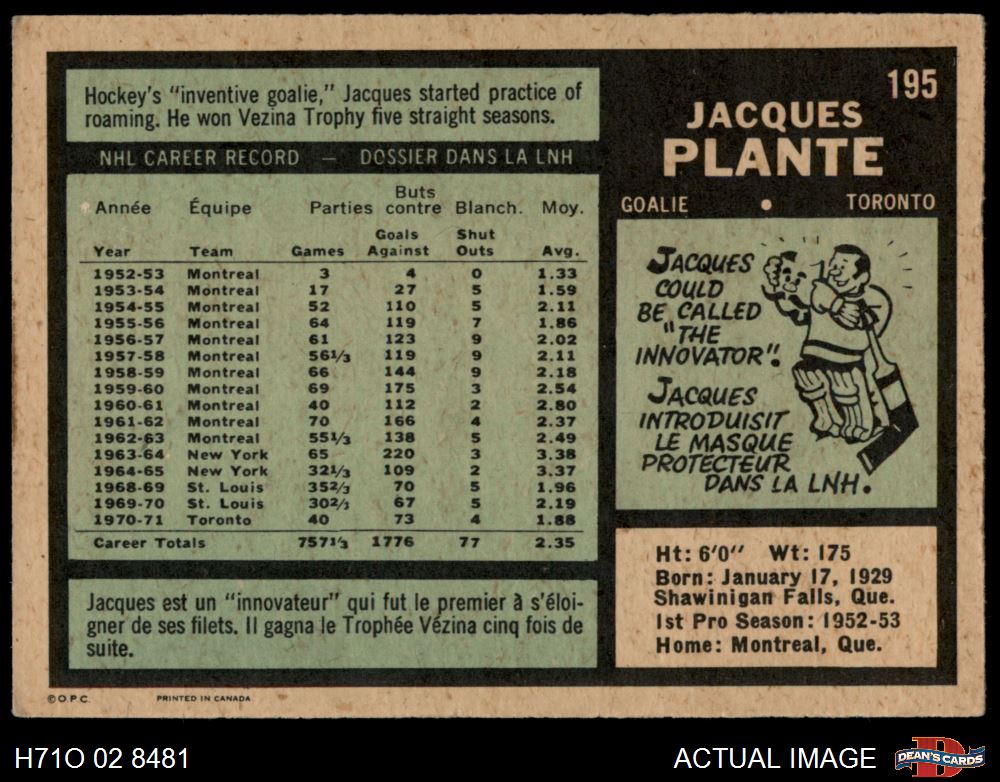 195
JACQUES
PLANTE
GOALIE • TORONTO
Hockey's "inventive goalie," Jacques started practice of
roaming. He won Vezina Trophy five straight seasons.
NHL CAREER RECORD — DOSSIER DANS LA LNH
Année Équipe Parties Buts contre Blanch. Moy.
Year Team Games Goals Against Shut Outs Avg.
1952-53 Montreal 3 4 0 1.33
1953-54 Montreal 17 27 5 1.59
1954-55 Montreal 52 110 5 2.11
1955-56 Montreal 64 119 7 1.86
1956-57 Montreal 61 123 9 2.02
1957-58 Montreal 56⅓ 119 9 2.11
1958-59 Montreal 66 144 9 2.18
1959-60 Montreal 69 175 3 2.54
1960-61 Montreal 40 112 2 2.80
1961-62 Montreal 70 166 4 2.37
1962-63 Montreal 55⅓ 138 5 2.49
1963-64 New York 65 220 3 3.38
1964-65 New York 32⅓ 109 2 3.37
1968-69 St. Louis 35⅔ 70 5 1.96
1969-70 St. Louis 30⅔ 67 5 2.19
1970-71 Toronto 40 73 4 1.88
Career Totals 757⅓ 1776 77 2.35
Jacques est un "innovateur" qui fut le premier à s'éloi-
gner de ses filets. Il gagna le Trophée Vézina cinq fois de
suite.
JACQUES
COULD
BE CALLED
"THE
INNOVATOR".
JACQUES
INTRODUISIT
LE MASQUE
PROTECTEUR
DANS LA LNH.
Ht: 6'0" Wt: 175
Born: January 17, 1929
Shawinigan Falls, Que.
1st Pro Season: 1952-53
Home: Montreal, Que.
© O.P.C. PRINTED IN CANADA
H71O 02 8481
ACTUAL IMAGE
D
DEAN'S CARDS